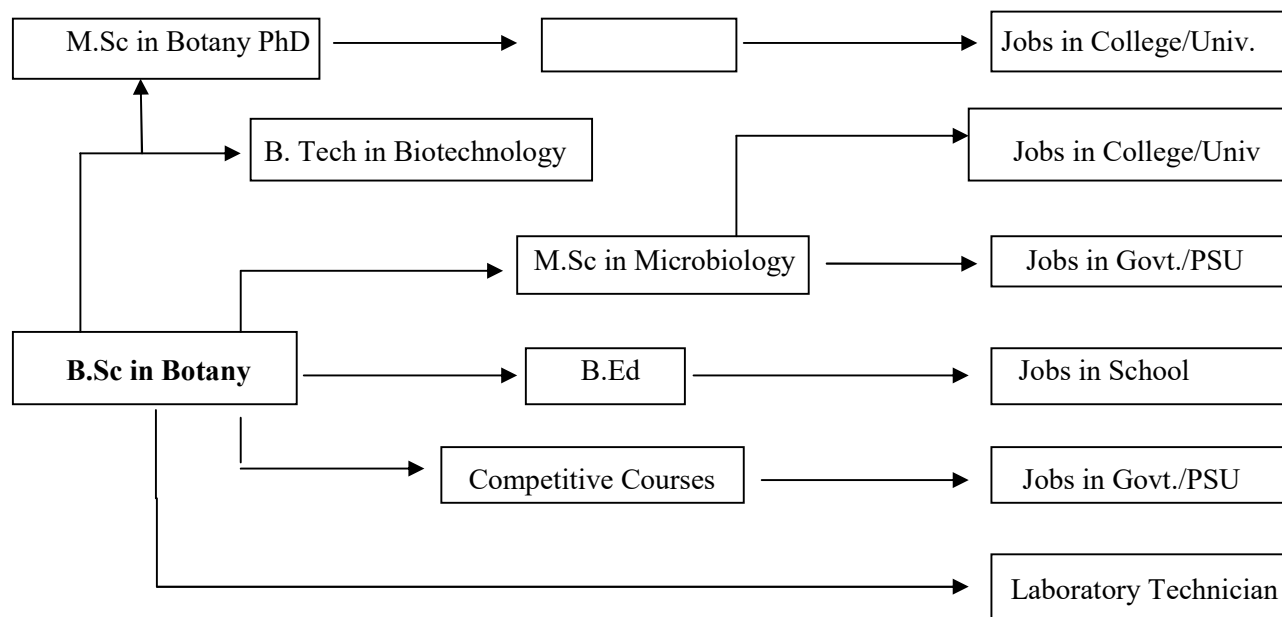 M.Sc in Botany PhD
Jobs in College/Univ.
B. Tech in Biotechnology
Jobs in College/Univ
M.Sc in Microbiology
Jobs in Govt./PSU
B.Sc in Botany
B.Ed
Jobs in School
Competitive Courses
Jobs in Govt./PSU
Laboratory Technician